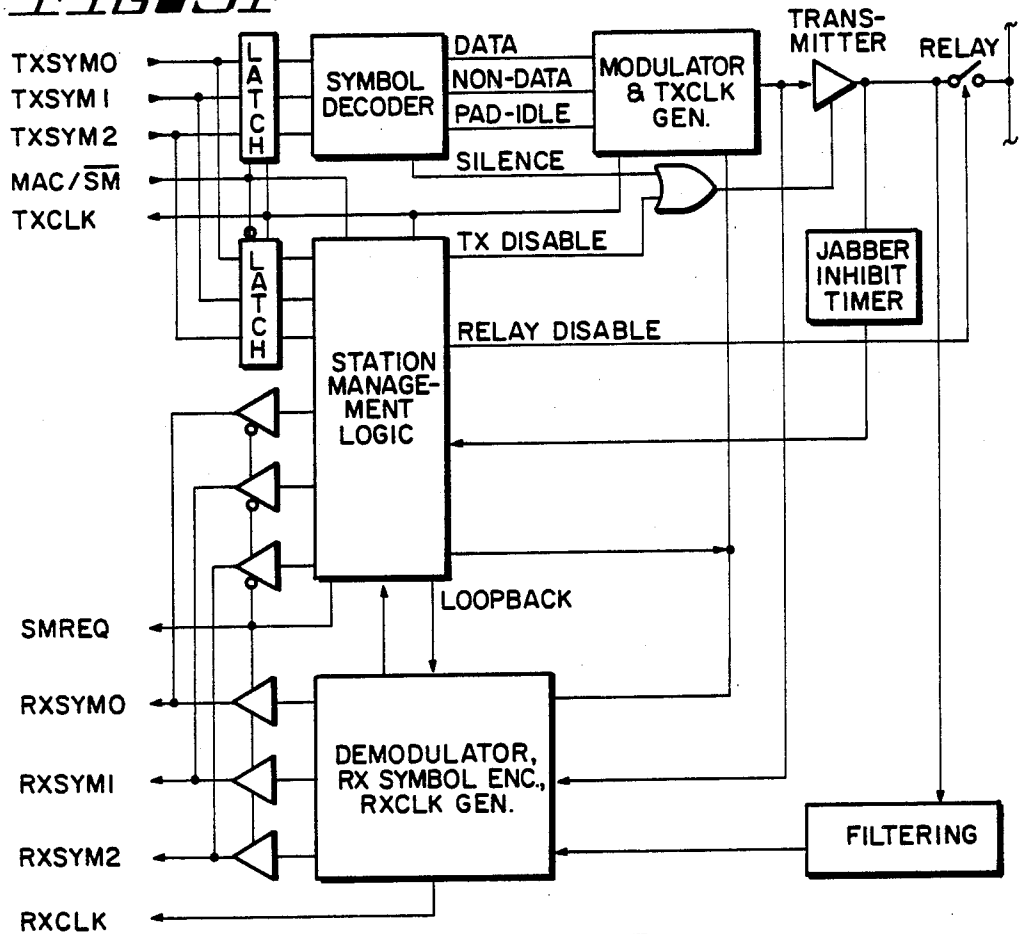 TRANS-
MITTER
RELAY
TXSYM0
TXSYM1
TXSYM2
MAC/S̅M̅
TXCLK
LATCH
SYMBOL
DECODER
DATA
NON-DATA
PAD-IDLE
SILENCE
MODULATOR
& TXCLK
GEN.
LATCH
TX DISABLE
JABBER
INHIBIT
TIMER
RELAY DISABLE
STATION
MANAGE-
MENT
LOGIC
LOOPBACK
SMREQ
RXSYM0
RXSYM1
RXSYM2
RXCLK
DEMODULATOR,
RX SYMBOL ENC.,
RXCLK GEN.
FILTERING